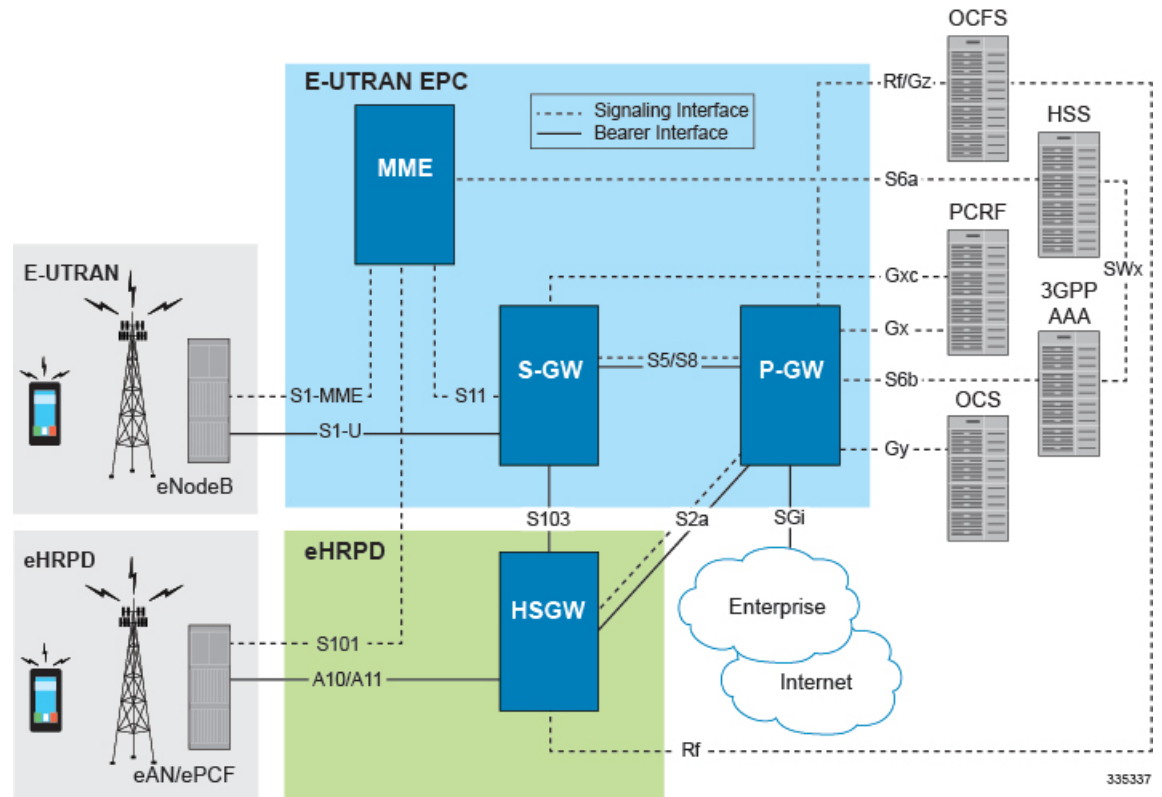 OCFS
E-UTRAN EPC
Rf/Gz
Signaling Interface
Bearer Interface
HSS
MME
S6a
PCRF
E-UTRAN
Gxc
SWx
3GPP
AAA
Gx
S-GW
S5/S8
P-GW
S6b
S1-MME
S11
OCS
S1-U
Gy
eNodeB
S103
S2a
SGi
eHRPD
eHRPD
HSGW
Enterprise
S101
A10/A11
Internet
Rf
eAN/ePCF
335337